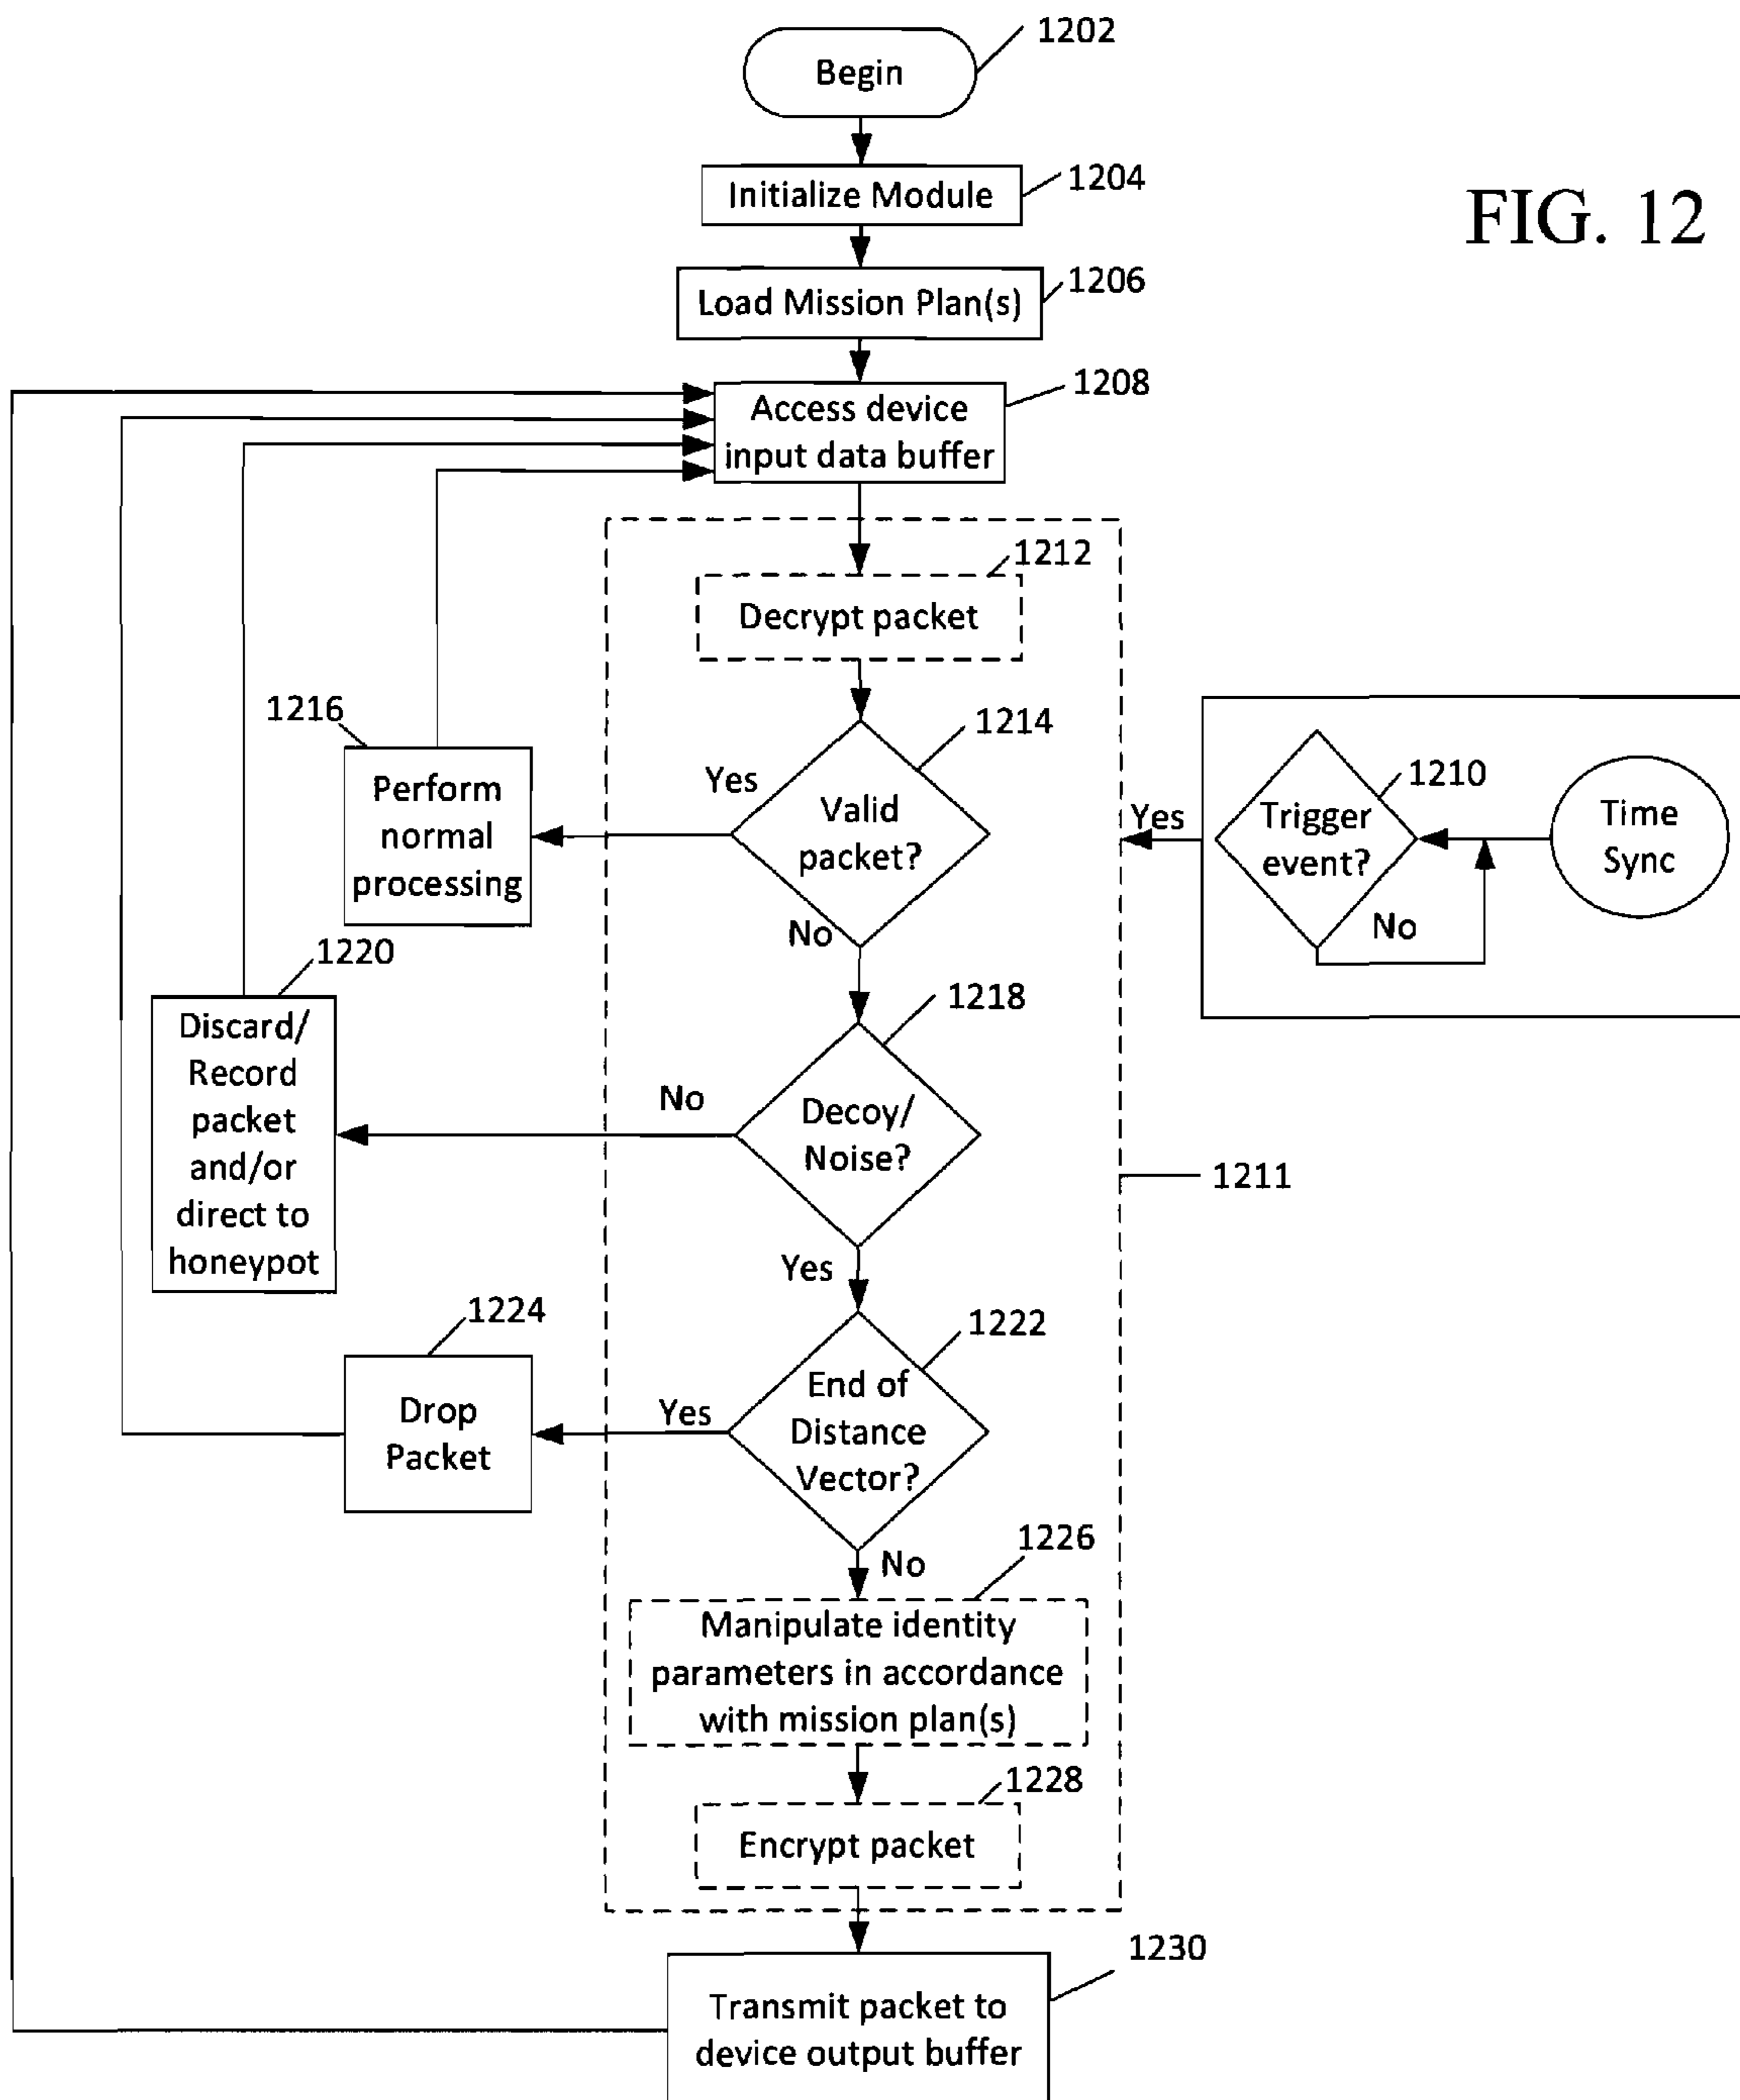 1202
Begin
1204
Initialize Module
FIG. 12
1206
Load Mission Plan(s)
1208
Access device
input data buffer
1212
Decrypt packet
1216
1214
Perform
normal
processing
Yes
Valid
packet?
No
Yes
1210
Trigger
event?
No
Time
Sync
1220
Discard/
Record
packet
and/or
direct to
honeypot
1218
No
Decoy/
Noise?
Yes
1211
1224
1222
Drop
Packet
Yes
End of
Distance
Vector?
No
1226
Manipulate identity
parameters in accordance
with mission plan(s)
1228
Encrypt packet
1230
Transmit packet to
device output buffer